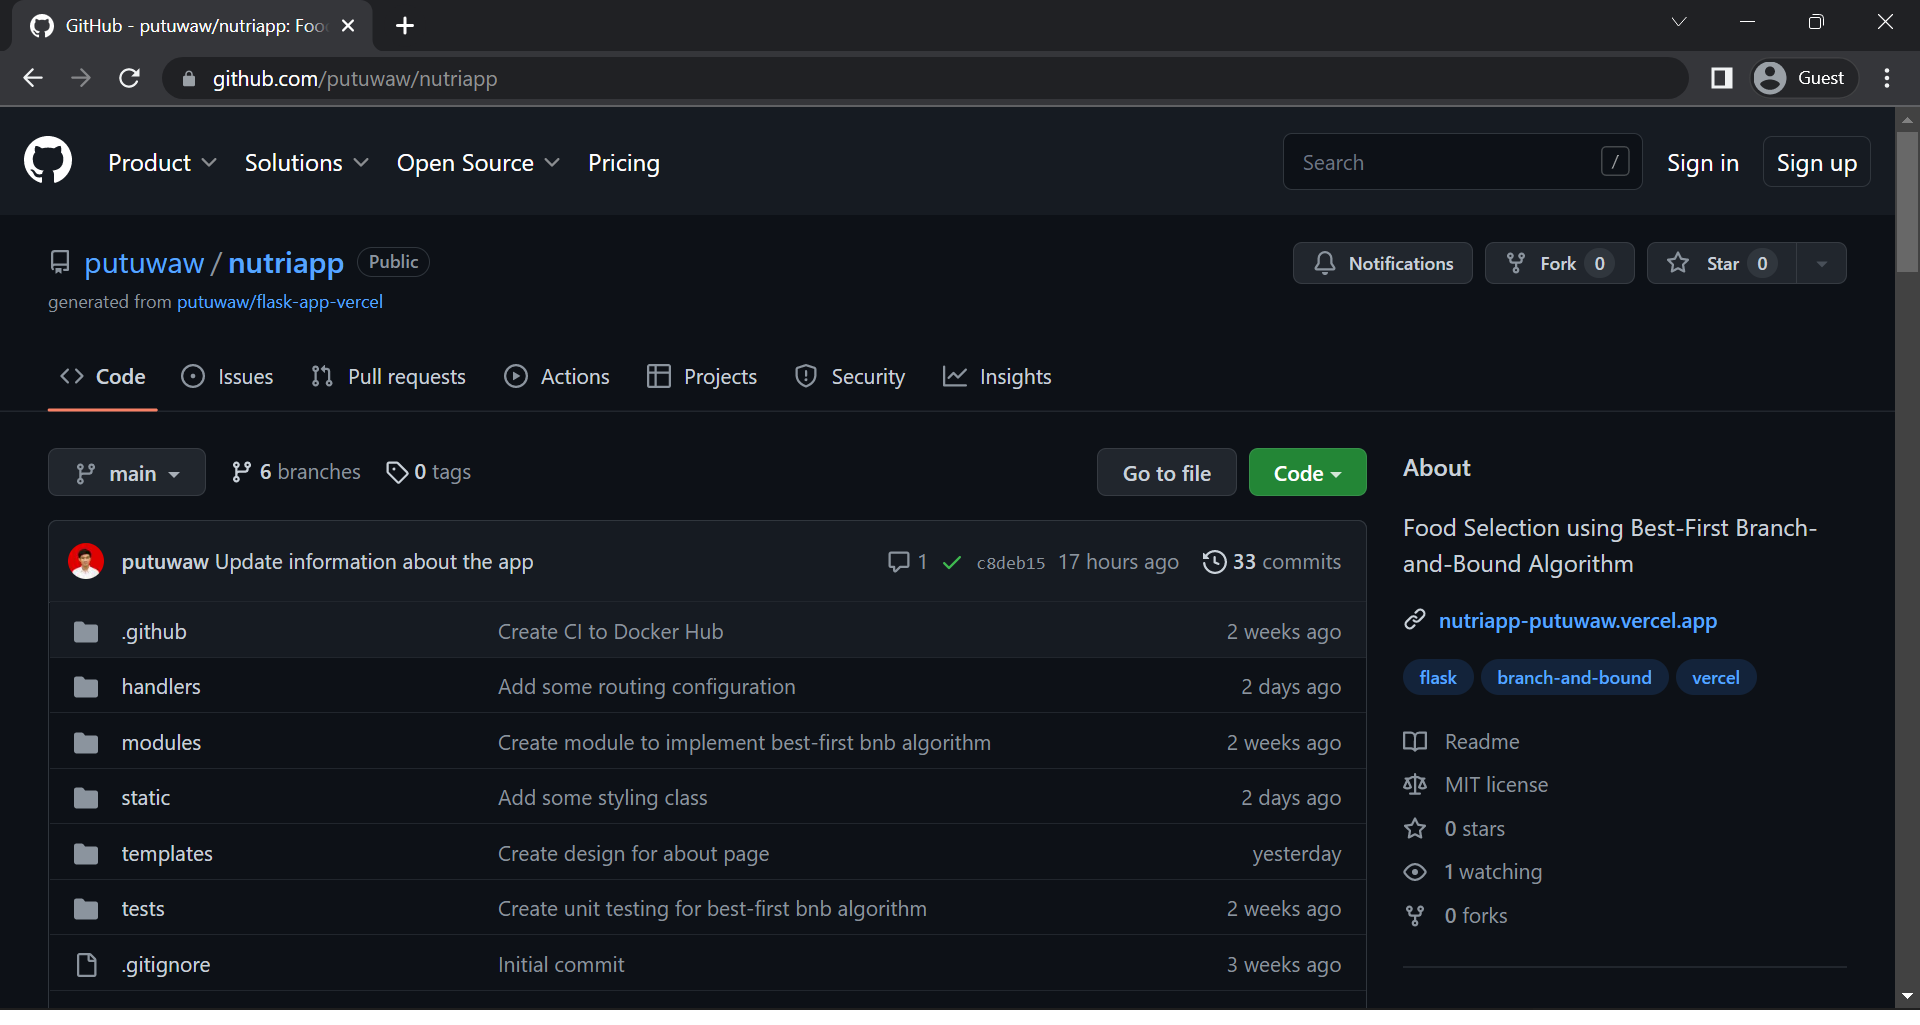 GitHub - putuwaw/nutriapp: Foo
github.com/putuwaw/nutriapp
Guest
Product
Solutions
Open Source
Pricing
Search
/
Sign in
Sign up
putuwaw / nutriapp
Public
generated from putuwaw/flask-app-vercel
Notifications
Fork 0
Star 0
Code
Issues
Pull requests
Actions
Projects
Security
Insights
main
6 branches
0 tags
Go to file
Code
putuwaw Update information about the app
1
c8deb15 17 hours ago
33 commits
.github
Create CI to Docker Hub
2 weeks ago
handlers
Add some routing configuration
2 days ago
modules
Create module to implement best-first bnb algorithm
2 weeks ago
static
Add some styling class
2 days ago
templates
Create design for about page
yesterday
tests
Create unit testing for best-first bnb algorithm
2 weeks ago
.gitignore
Initial commit
3 weeks ago
About
Food Selection using Best-First Branch-
and-Bound Algorithm
nutriapp-putuwaw.vercel.app
flask
branch-and-bound
vercel
Readme
MIT license
0 stars
1 watching
0 forks